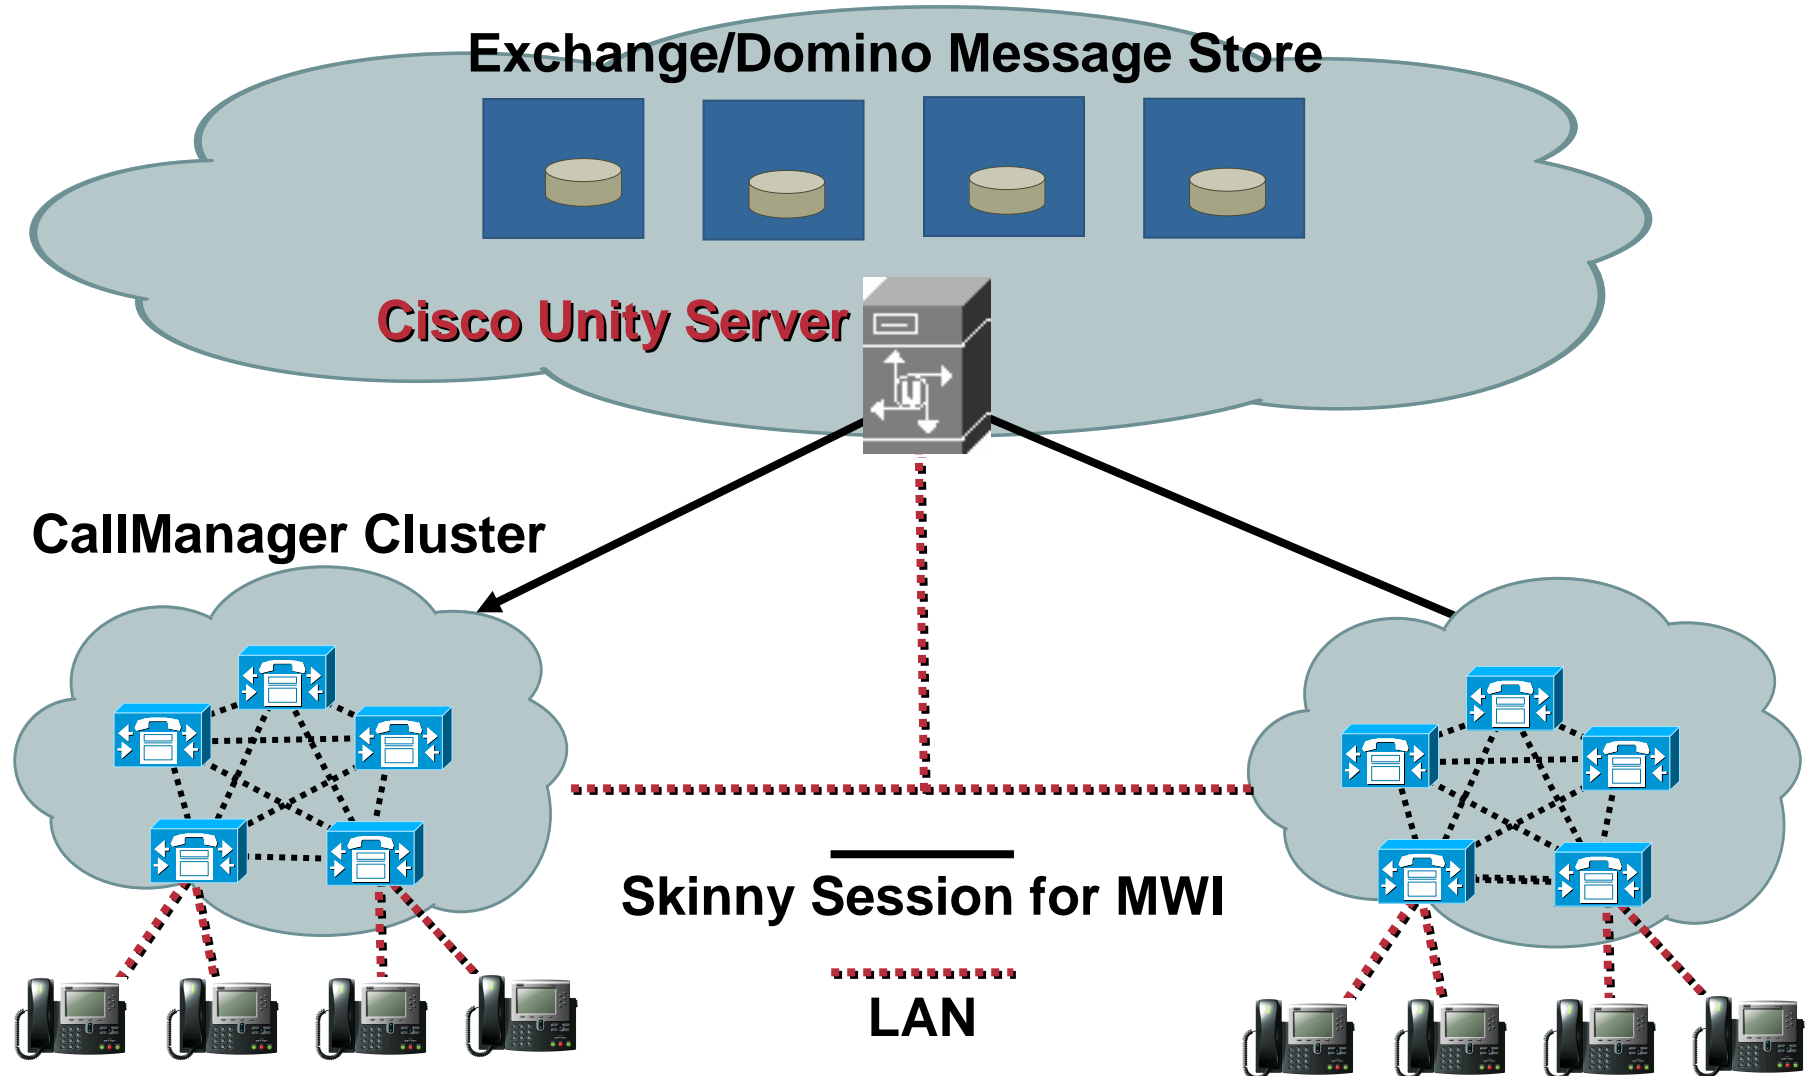 Exchange/Domino Message Store
Cisco Unity Server
U
CallManager Cluster
Skinny Session for MWI
LAN